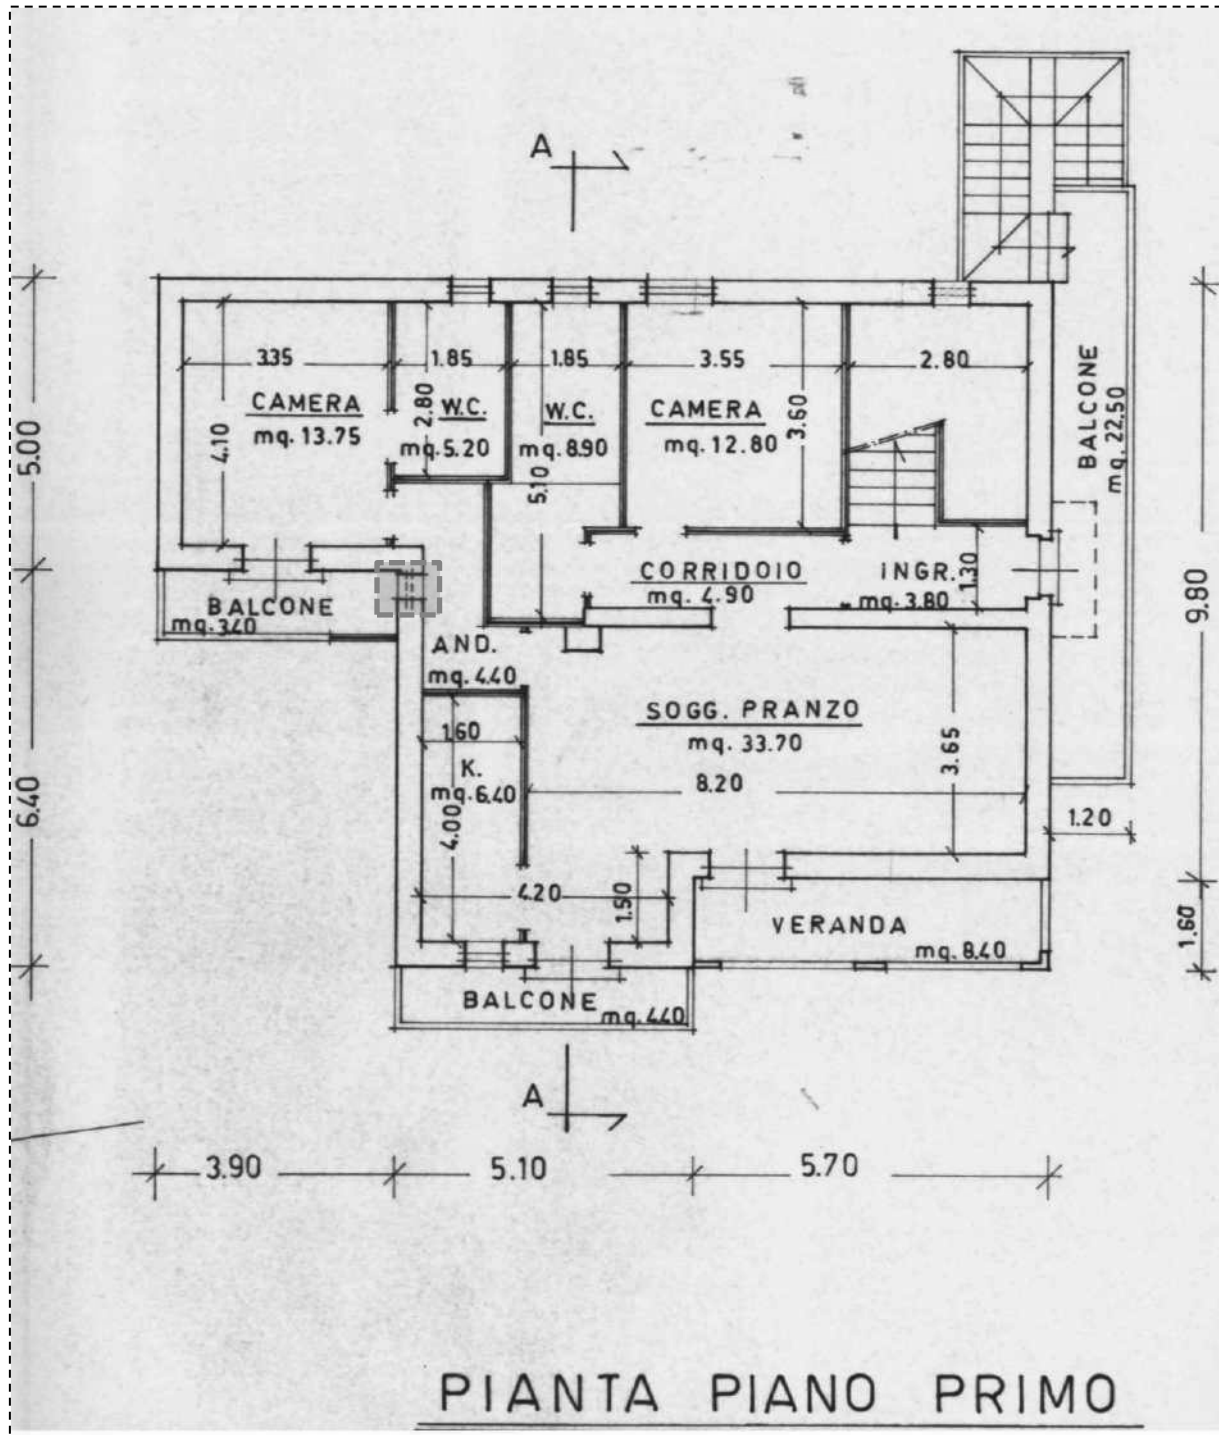 A
BALCONE
mq. 22.50
5.00
335
1.85
1.85
3.55
2.80
CAMERA
mq. 13.75
4.10
2.80
W.C.
mq. 5.20
W.C.
mq. 8.90
5.10
CAMERA
mq. 12.80
3.60
CORRIDOIO
mq. 4.90
INGR.
mq. 3.80
1.30
9.80
BALCONE
mq. 3.40
AND.
mq. 4.40
SOGG. PRANZO
mq. 33.70
8.20
3.65
1.60
K.
mq. 6.40
4.00
6.40
1.20
4.20
1.50
VERANDA
mq. 8.40
1.60
BALCONE
mq. 4.40
A
3.90
5.10
5.70
PIANTA PIANO PRIMO